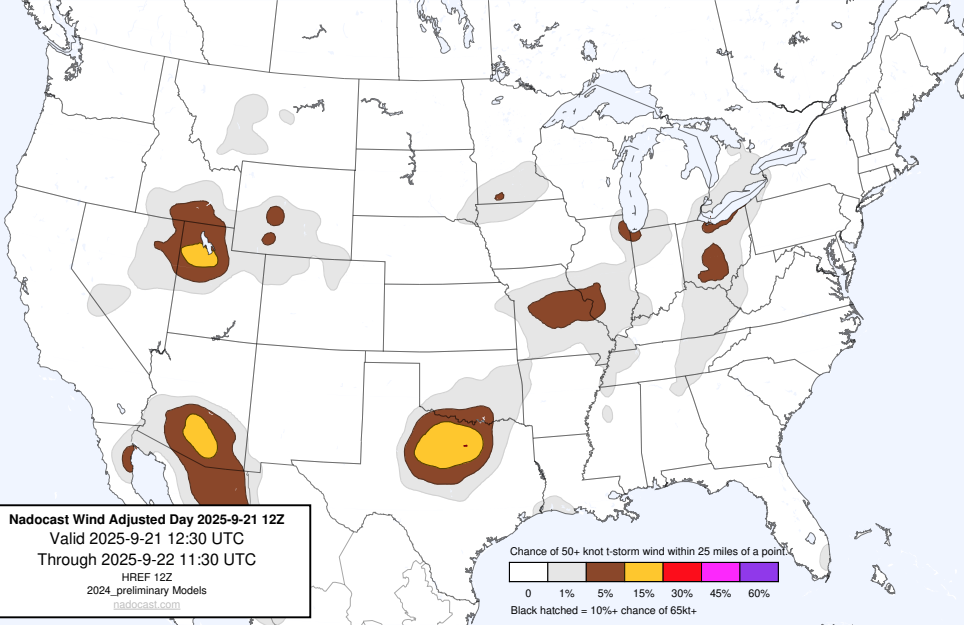 Nadocast Wind Adjusted Day 2025-9-21 12Z
Valid 2025-9-21 12:30 UTC
Through 2025-9-22 11:30 UTC
HREF 12Z
2024_preliminary Models
nadocast.com
Chance of 50+ knot t-storm wind within 25 miles of a point.
0 1% 5% 15% 30% 45% 60%
Black hatched = 10%+ chance of 65kt+